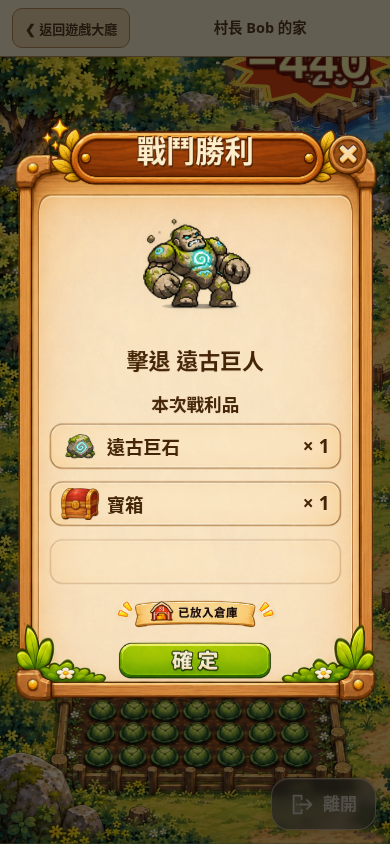 ❮ 返回遊戲大廳
村長 Bob 的家
-440
戰鬥勝利
擊退 遠古巨人
本次戰利品
遠古巨石 × 1
寶箱 × 1
已放入倉庫
確定
離開